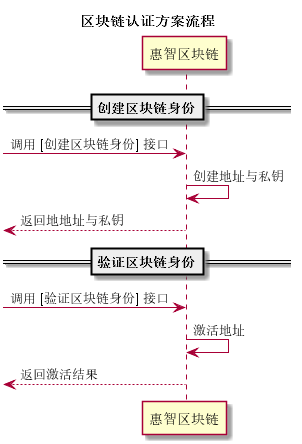 区块链认证方案流程
惠智区块链
创建区块链身份
调用 [创建区块链身份] 接口
创建地址与私钥
返回地地址与私钥
验证区块链身份
调用 [验证区块链身份] 接口
激活地址
返回激活结果
惠智区块链